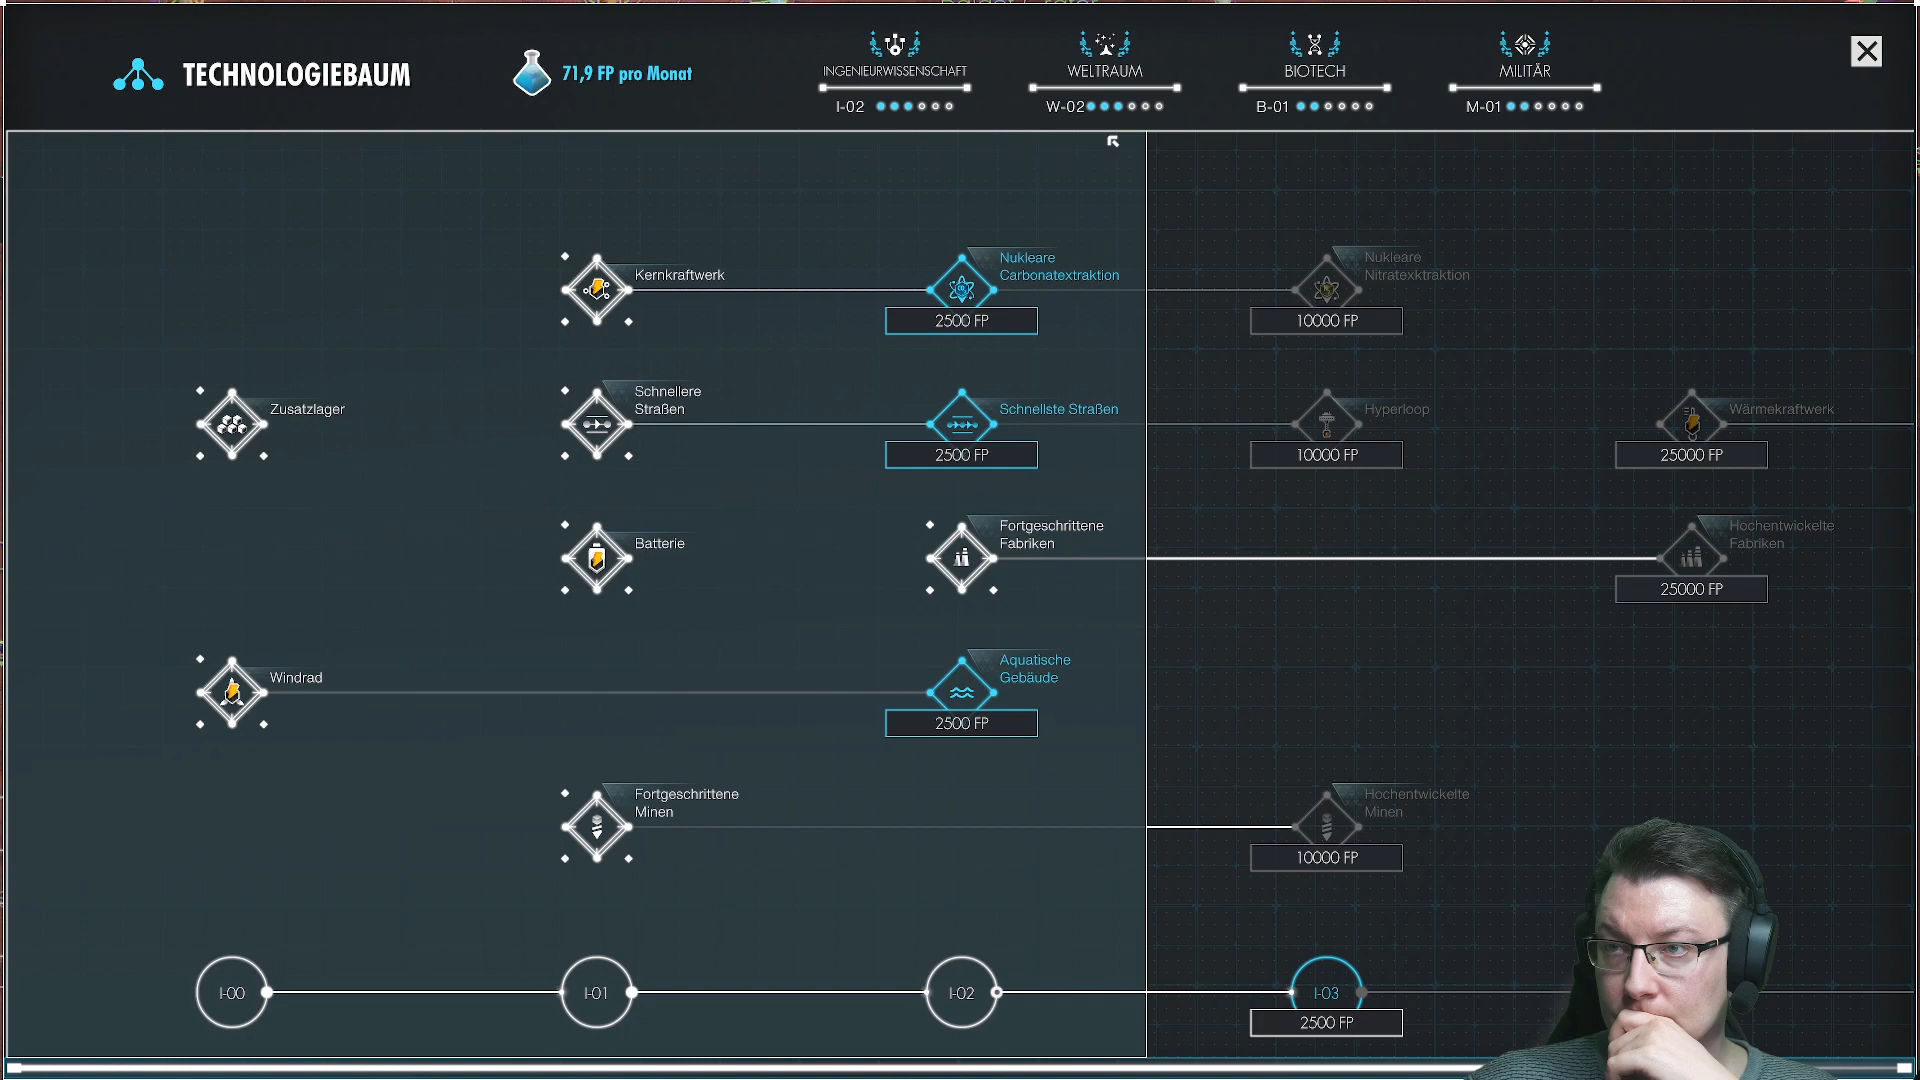 TECHNOLOGIEBAUM
71,9 FP pro Monat
INGENIEURWISSENSCHAFT
I-02
WELTRAUM
W-02
BIOTECH
B-01
MILITÄR
M-01
Kernkraftwerk
Nukleare
Carbonatextraktion
2500 FP
Nukleare
Nitratexktraktion
10000 FP
Zusatzlager
Schnellere
Straßen
Schnellste Straßen
2500 FP
Hyperloop
10000 FP
Wärmekraftwerk
25000 FP
Batterie
Fortgeschrittene
Fabriken
Hochentwickelte
Fabriken
25000 FP
Windrad
Aquatische
Gebäude
2500 FP
Fortgeschrittene
Minen
Hochentwickelte
Minen
10000 FP
I-00
I-01
I-02
I-03
2500 FP